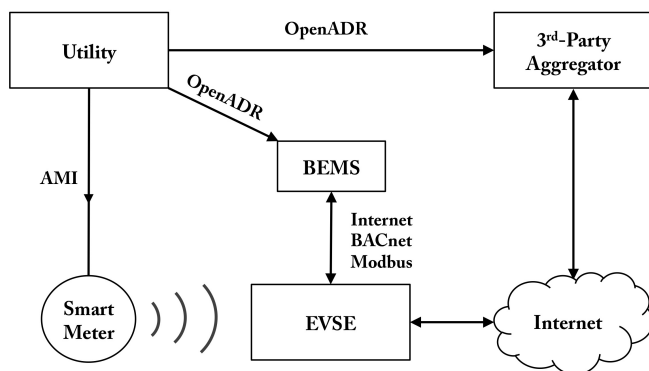 OpenADR
Utility
3rd-Party
Aggregator
OpenADR
BEMS
AMI
Internet
BACnet
Modbus
Smart
Meter
EVSE
Internet